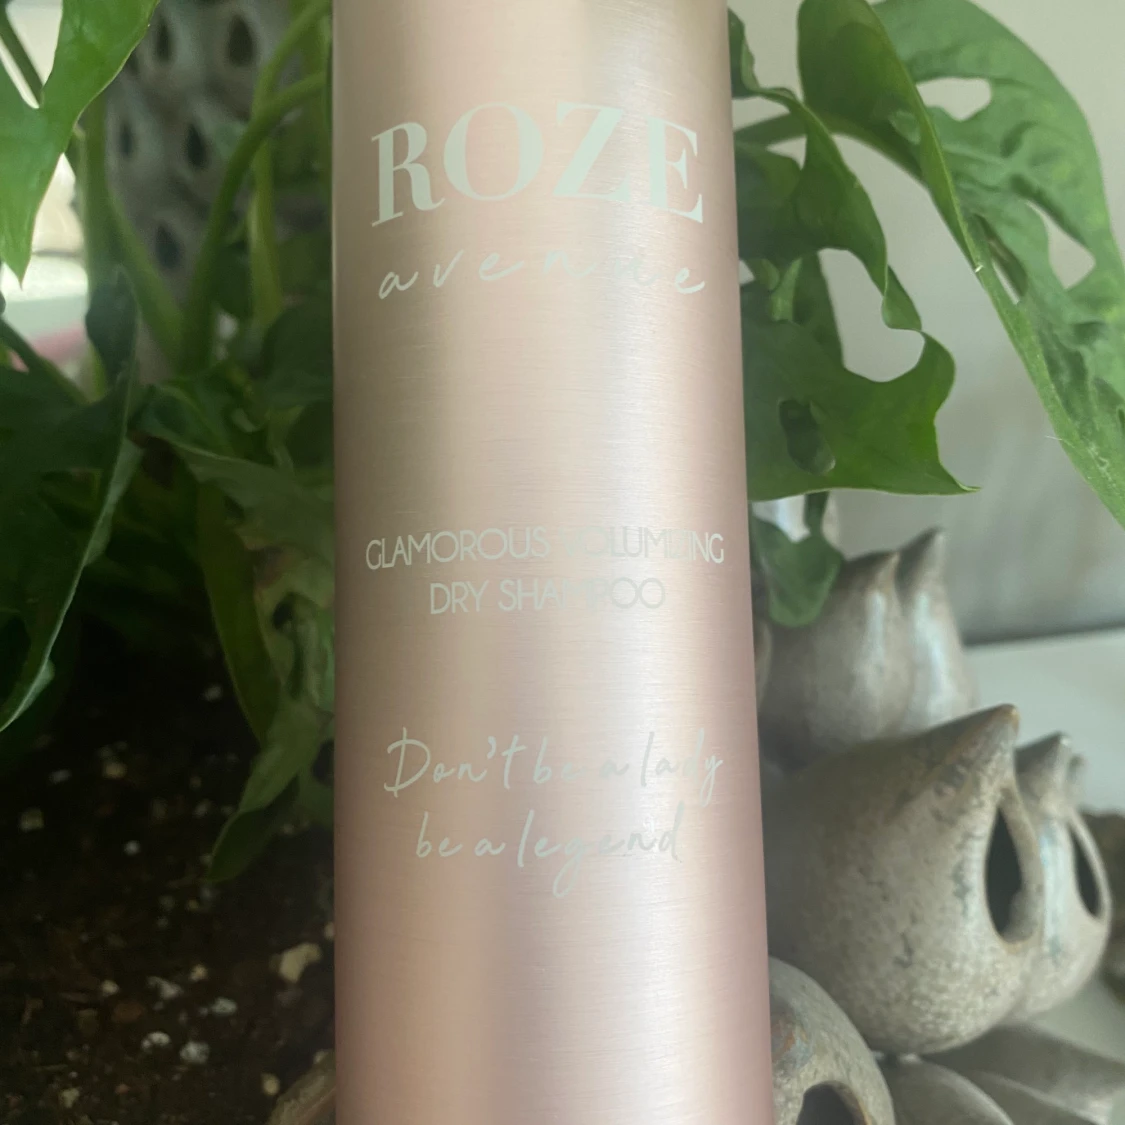 ROZE
avenue
GLAMOROUS VOLUMIZING
DRY SHAMPOO
Don't be a lady
be a legend